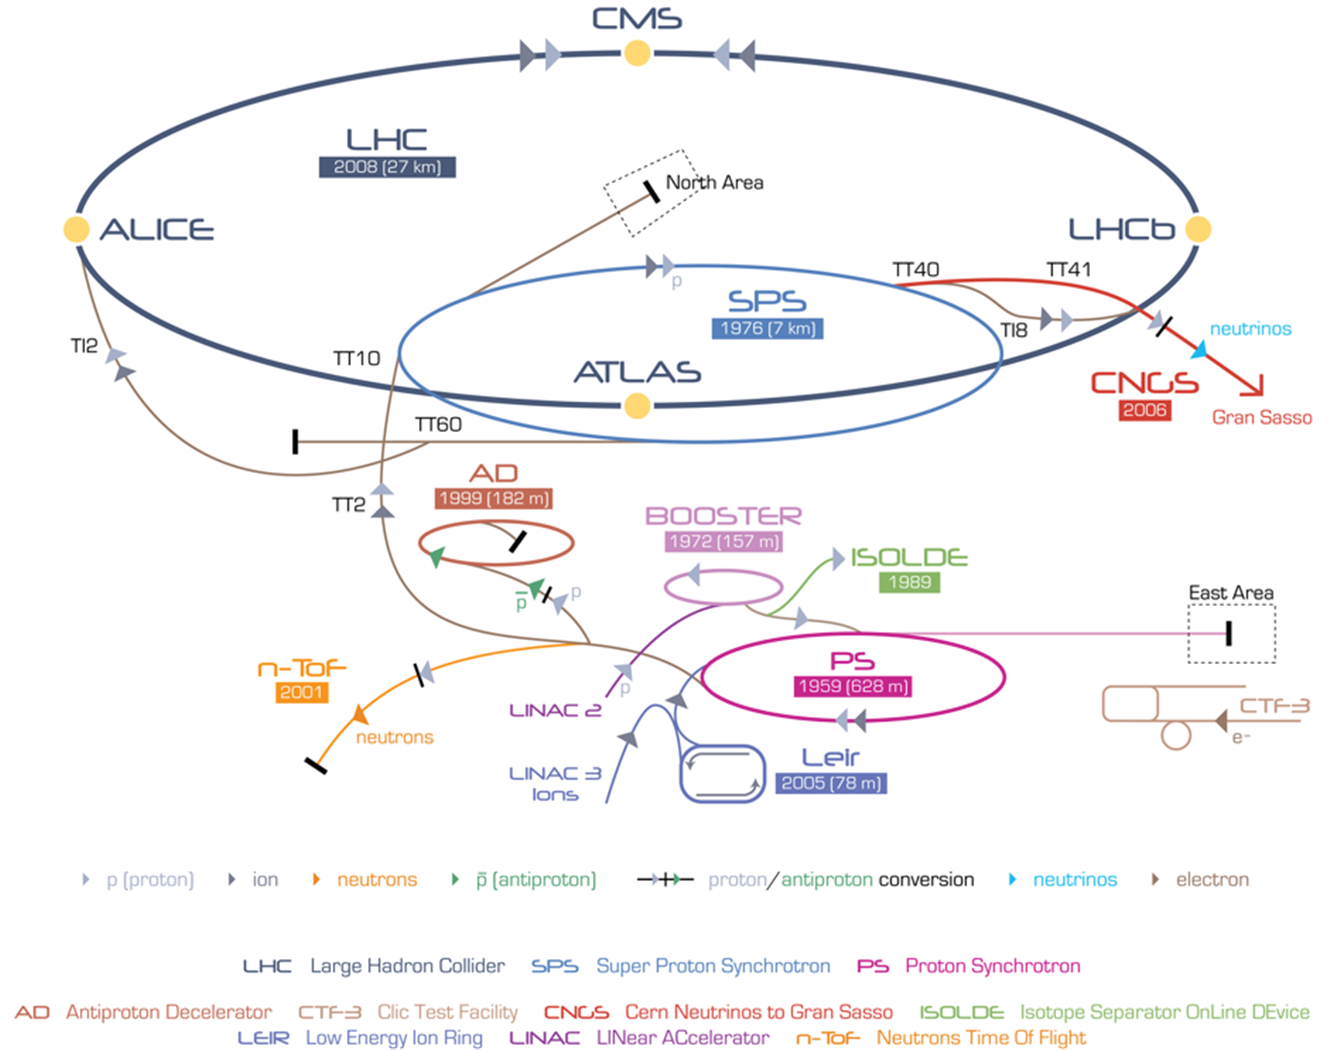 CMS
LHC
2008 (27 km)
North Area
ALICE
LHCb
p
TT40
TT41
SPS
1976 (7 km)
TI8
neutrinos
TI2
TT10
ATLAS
CNGS
2006
Gran Sasso
TT60
AD
1999 (182 m)
TT2
BOOSTER
1972 (157 m)
ISOLDE
1989
p̄
p
East Area
n-ToF
2001
PS
1959 (628 m)
p
LINAC 2
CTF-3
e-
neutrons
LINAC 3
Ions
Leir
2005 (78 m)
p (proton) ion neutrons p̄ (antiproton) proton/antiproton conversion neutrinos electron
LHC Large Hadron Collider SPS Super Proton Synchrotron PS Proton Synchrotron
AD Antiproton Decelerator CTF-3 Clic Test Facility CNGS Cern Neutrinos to Gran Sasso ISOLDE Isotope Separator OnLine DEvice
LEIR Low Energy Ion Ring LINAC LINear ACcelerator n-ToF Neutrons Time Of Flight